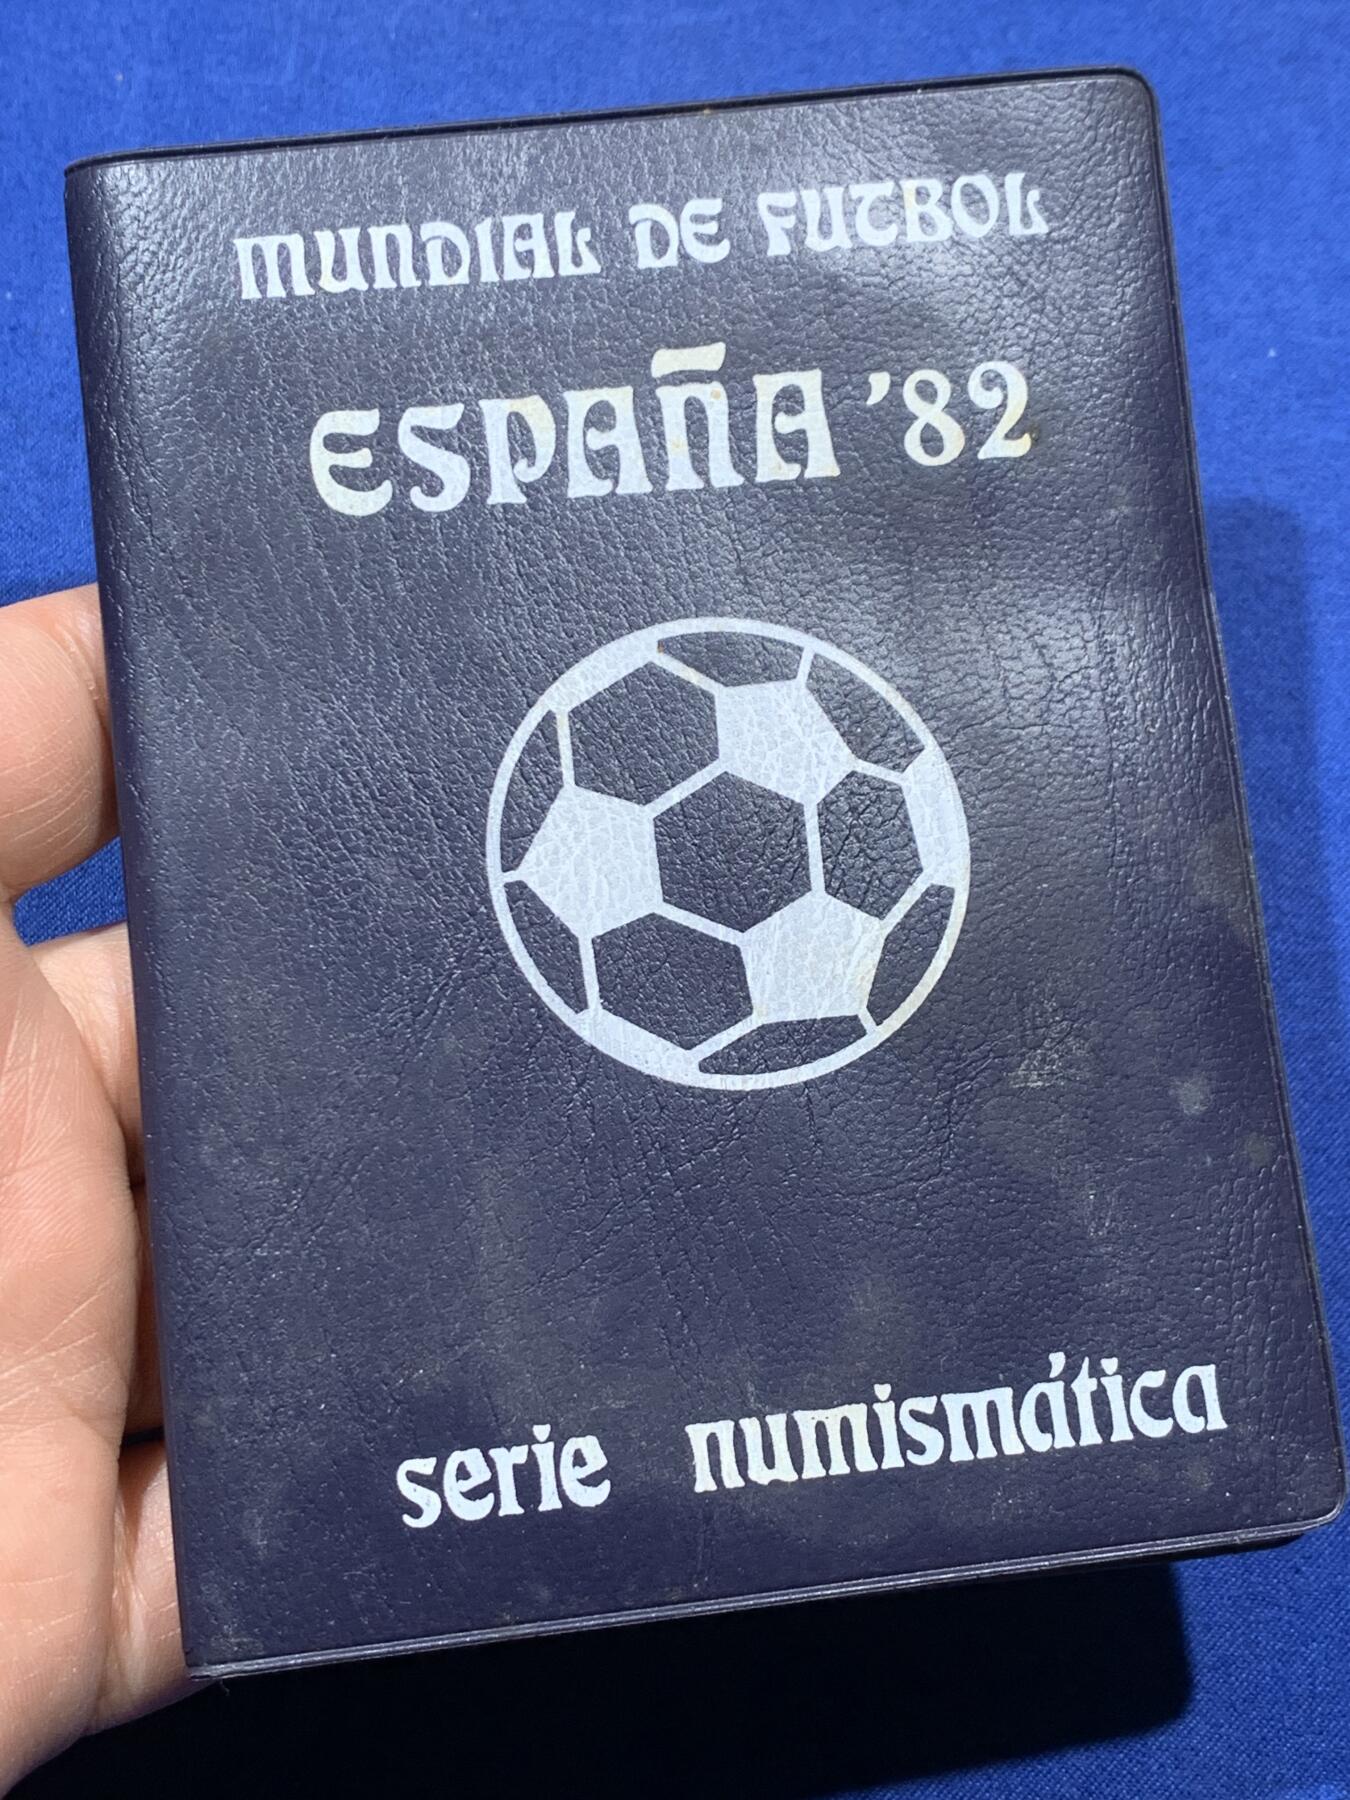 MUNDIAL DE FUTBOL
ESPAÑA '82
serie numismática